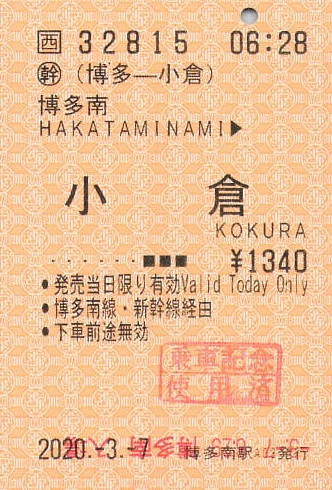 西 32815 06:28
幹 (博多―小倉)
博多南
HAKATAMINAMI▶
小倉
KOKURA
······■■■ ¥1340
•発売当日限り有効Valid Today Only
•博多南線・新幹線経由
•下車前途無効
乗車記念
使用済
2020.-3.-7 博多南駅A02発行